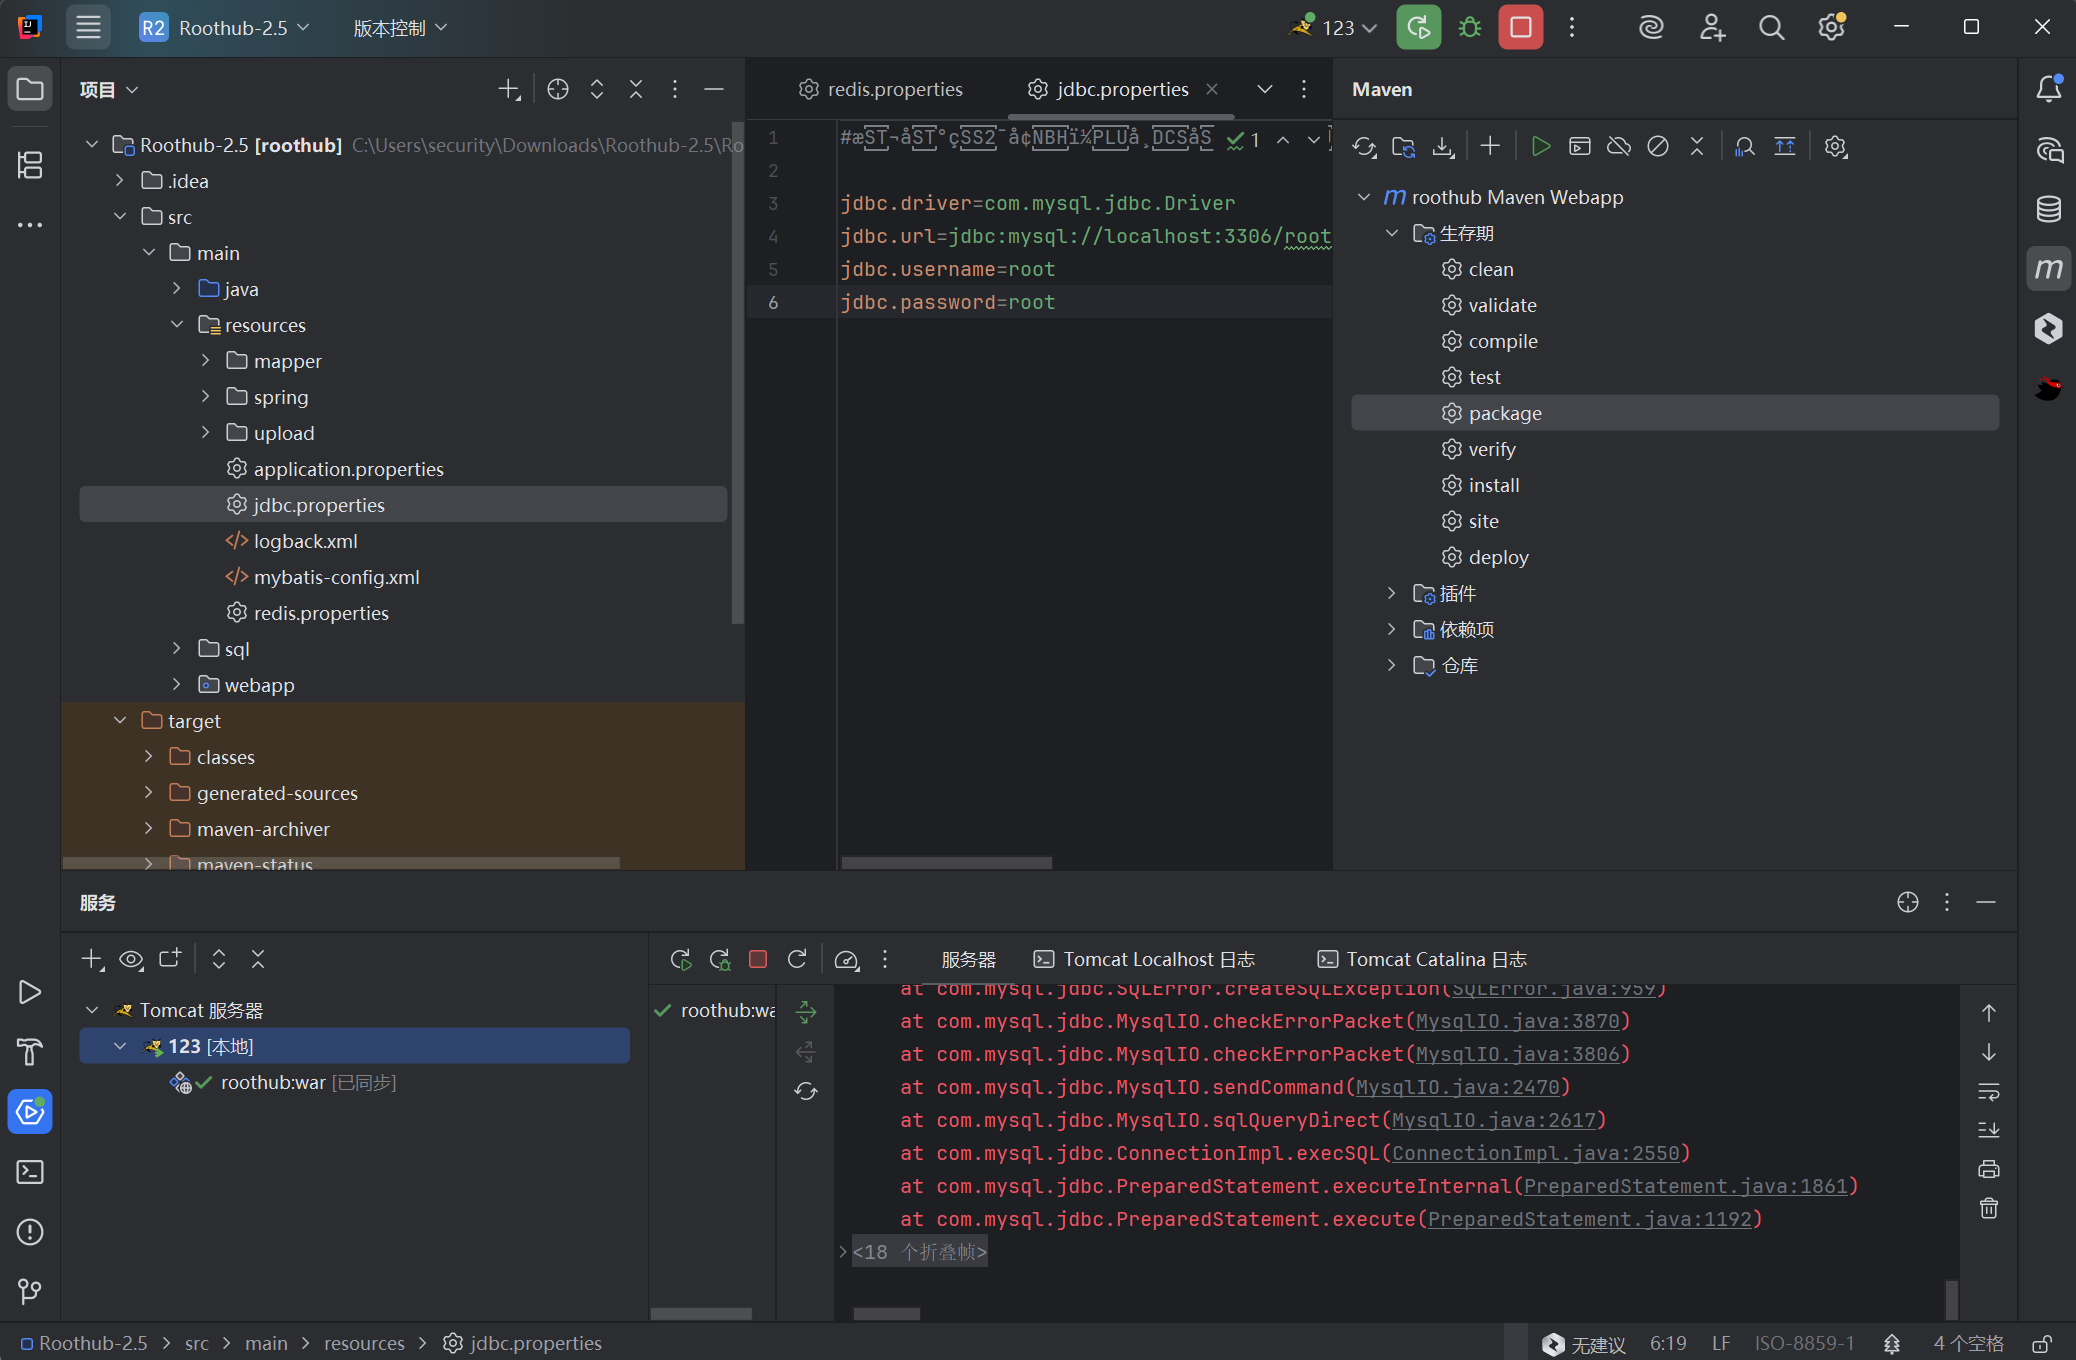 R2 Roothub-2.5 版本控制 123
项目
Roothub-2.5 [roothub] C:\Users\security\Downloads\Roothub-2.5\Ro
.idea
src
main
java
resources
mapper
spring
upload
application.properties
jdbc.properties
logback.xml
mybatis-config.xml
redis.properties
sql
webapp
target
classes
generated-sources
maven-archiver
maven-status
redis.properties jdbc.properties
1
2
3 jdbc.driver=com.mysql.jdbc.Driver
4 jdbc.url=jdbc:mysql://localhost:3306/root
5 jdbc.username=root
6 jdbc.password=root
1
Maven
m roothub Maven Webapp
生存期
clean
validate
compile
test
package
verify
install
site
deploy
插件
依赖项
仓库
服务
Tomcat 服务器
123 [本地]
roothub:war [已同步]
服务器 Tomcat Localhost 日志 Tomcat Catalina 日志
roothub:wa
at com.mysql.jdbc.SQLError.createSQLException(SQLError.java:959)
at com.mysql.jdbc.MysqlIO.checkErrorPacket(MysqlIO.java:3870)
at com.mysql.jdbc.MysqlIO.checkErrorPacket(MysqlIO.java:3806)
at com.mysql.jdbc.MysqlIO.sendCommand(MysqlIO.java:2470)
at com.mysql.jdbc.MysqlIO.sqlQueryDirect(MysqlIO.java:2617)
at com.mysql.jdbc.ConnectionImpl.execSQL(ConnectionImpl.java:2550)
at com.mysql.jdbc.PreparedStatement.executeInternal(PreparedStatement.java:1861)
at com.mysql.jdbc.PreparedStatement.execute(PreparedStatement.java:1192)
<18 个折叠帧>
Roothub-2.5 > src > main > resources > jdbc.properties
无建议 6:19 LF ISO-8859-1 4 个空格